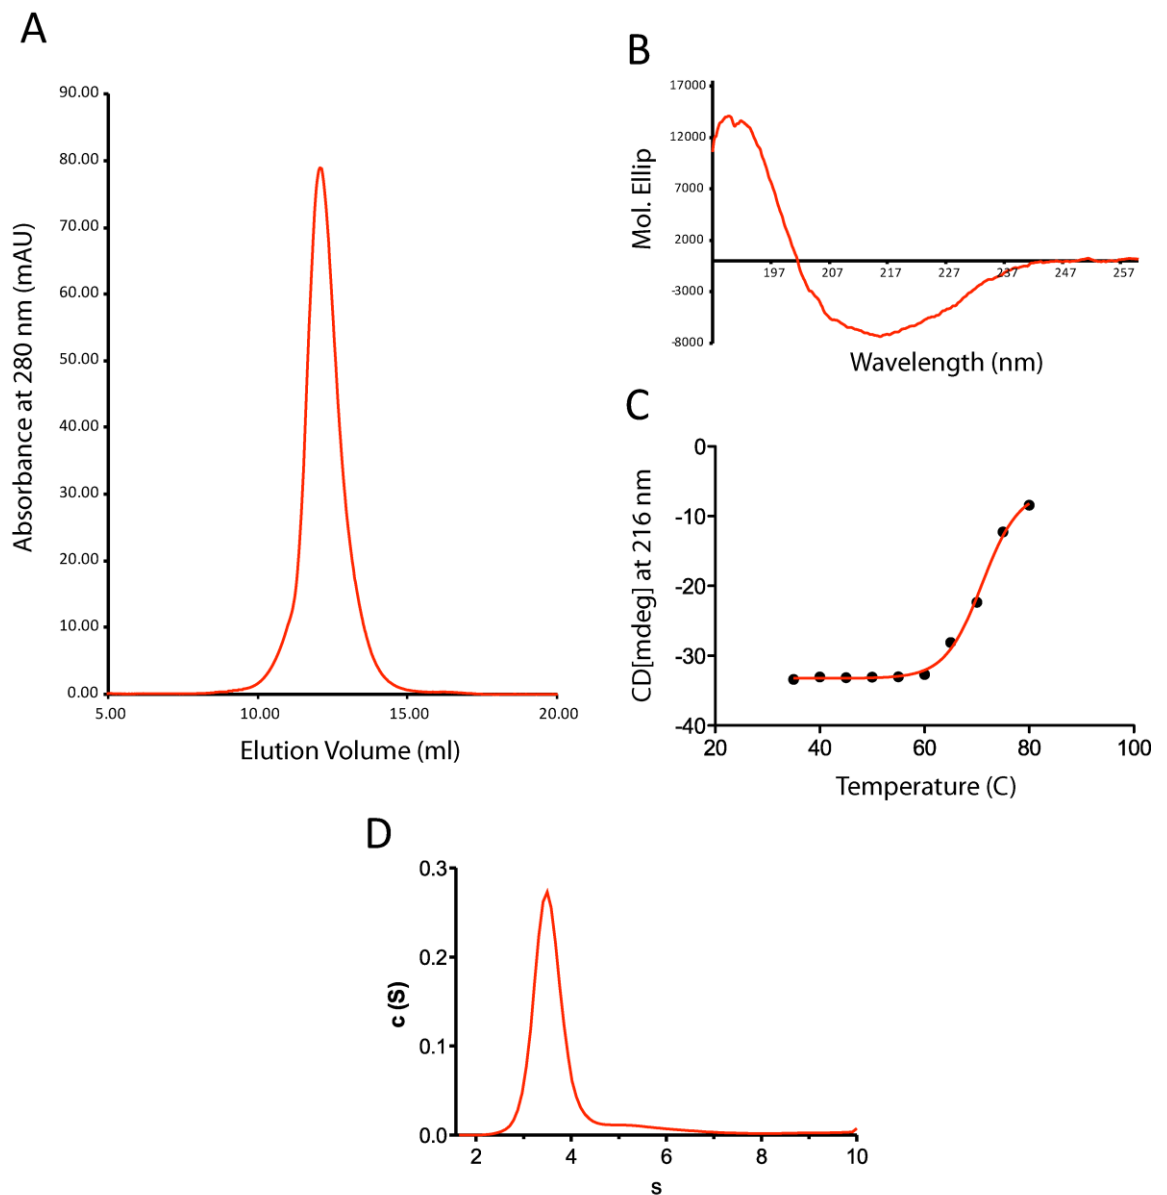 A
90.00
80.00
70.00
60.00
50.00
40.00
30.00
20.00
10.00
0.00
5.00 10.00 15.00 20.00
Absorbance at 280 nm (mAU)
Elution Volume (ml)
B
17000
12000
7000
2000
-3000
-8000
197 207 217 227 237 247 257
Mol. Ellip
Wavelength (nm)
C
0
-10
-20
-30
-40
20 40 60 80 100
CD[mdeg] at 216 nm
Temperature (C)
D
0.3
0.2
0.1
0.0
2 4 6 8 10
c (S)
s